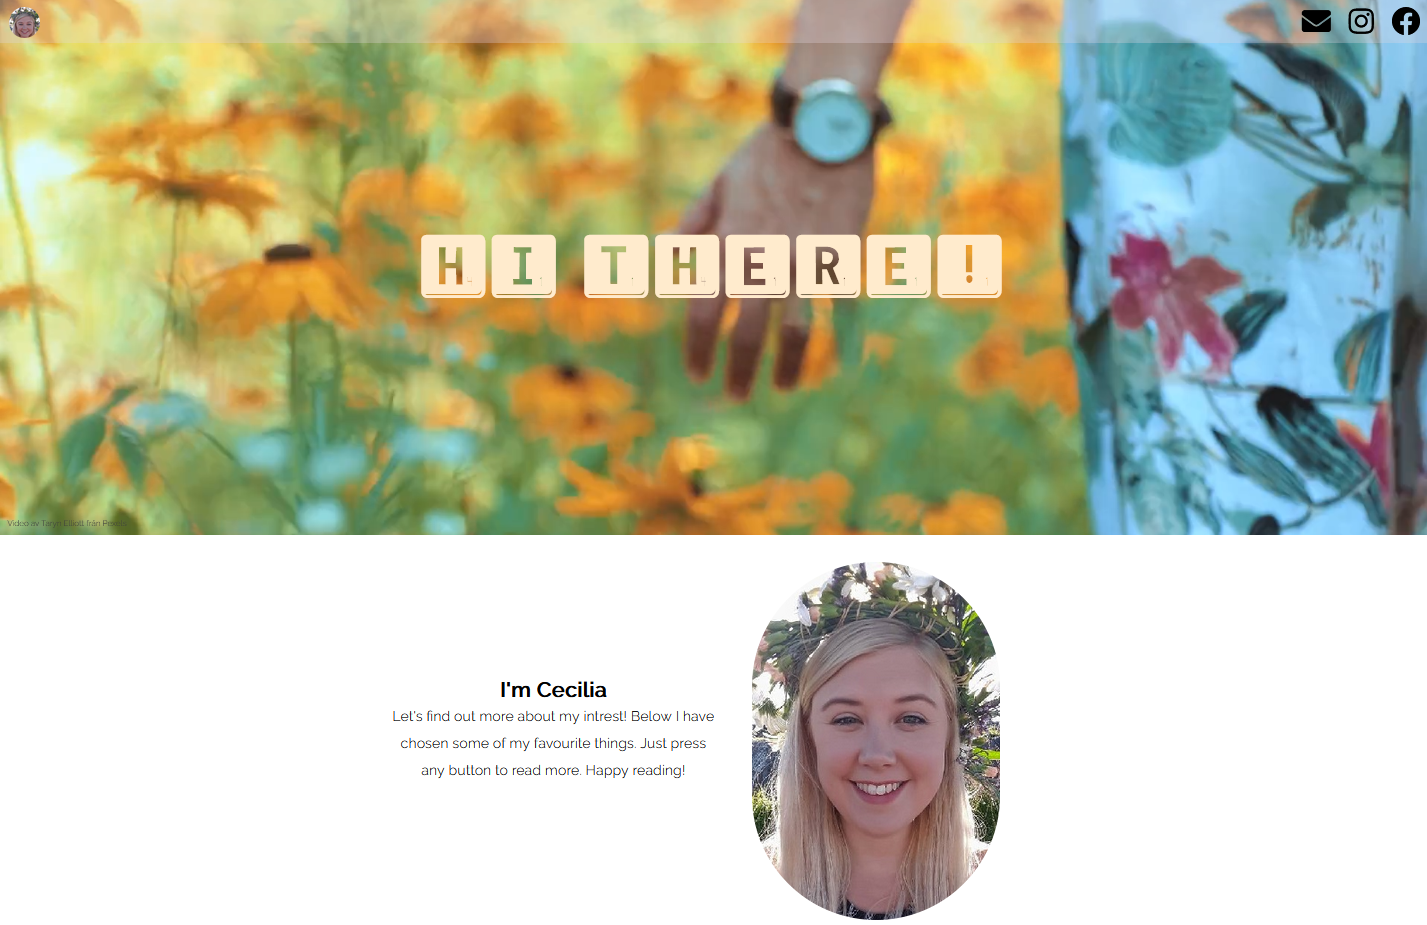 HI THERE!
Video av Taryn Elliott från Pexels
I'm Cecilia
Let's find out more about my intrest! Below I have
chosen some of my favourite things. Just press
any button to read more. Happy reading!